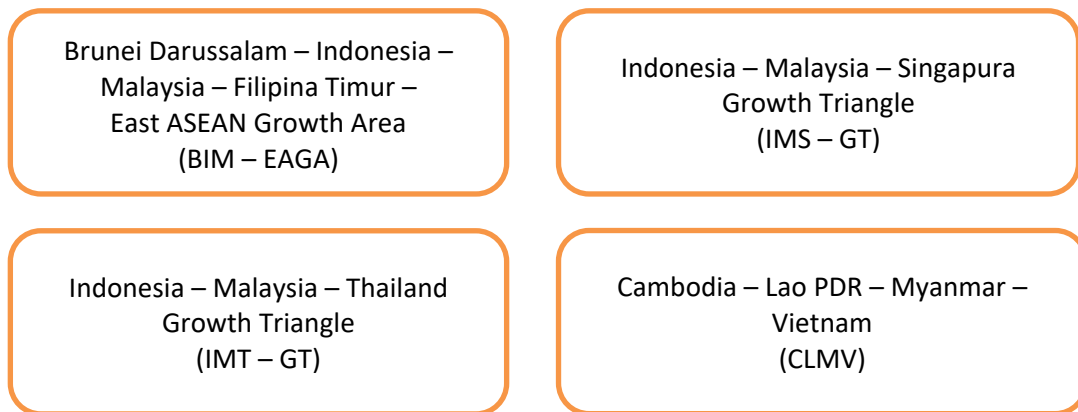 Brunei Darussalam – Indonesia –
Malaysia – Filipina Timur –
East ASEAN Growth Area
(BIM – EAGA)
Indonesia – Malaysia – Singapura
Growth Triangle
(IMS – GT)
Indonesia – Malaysia – Thailand
Growth Triangle
(IMT – GT)
Cambodia – Lao PDR – Myanmar –
Vietnam
(CLMV)